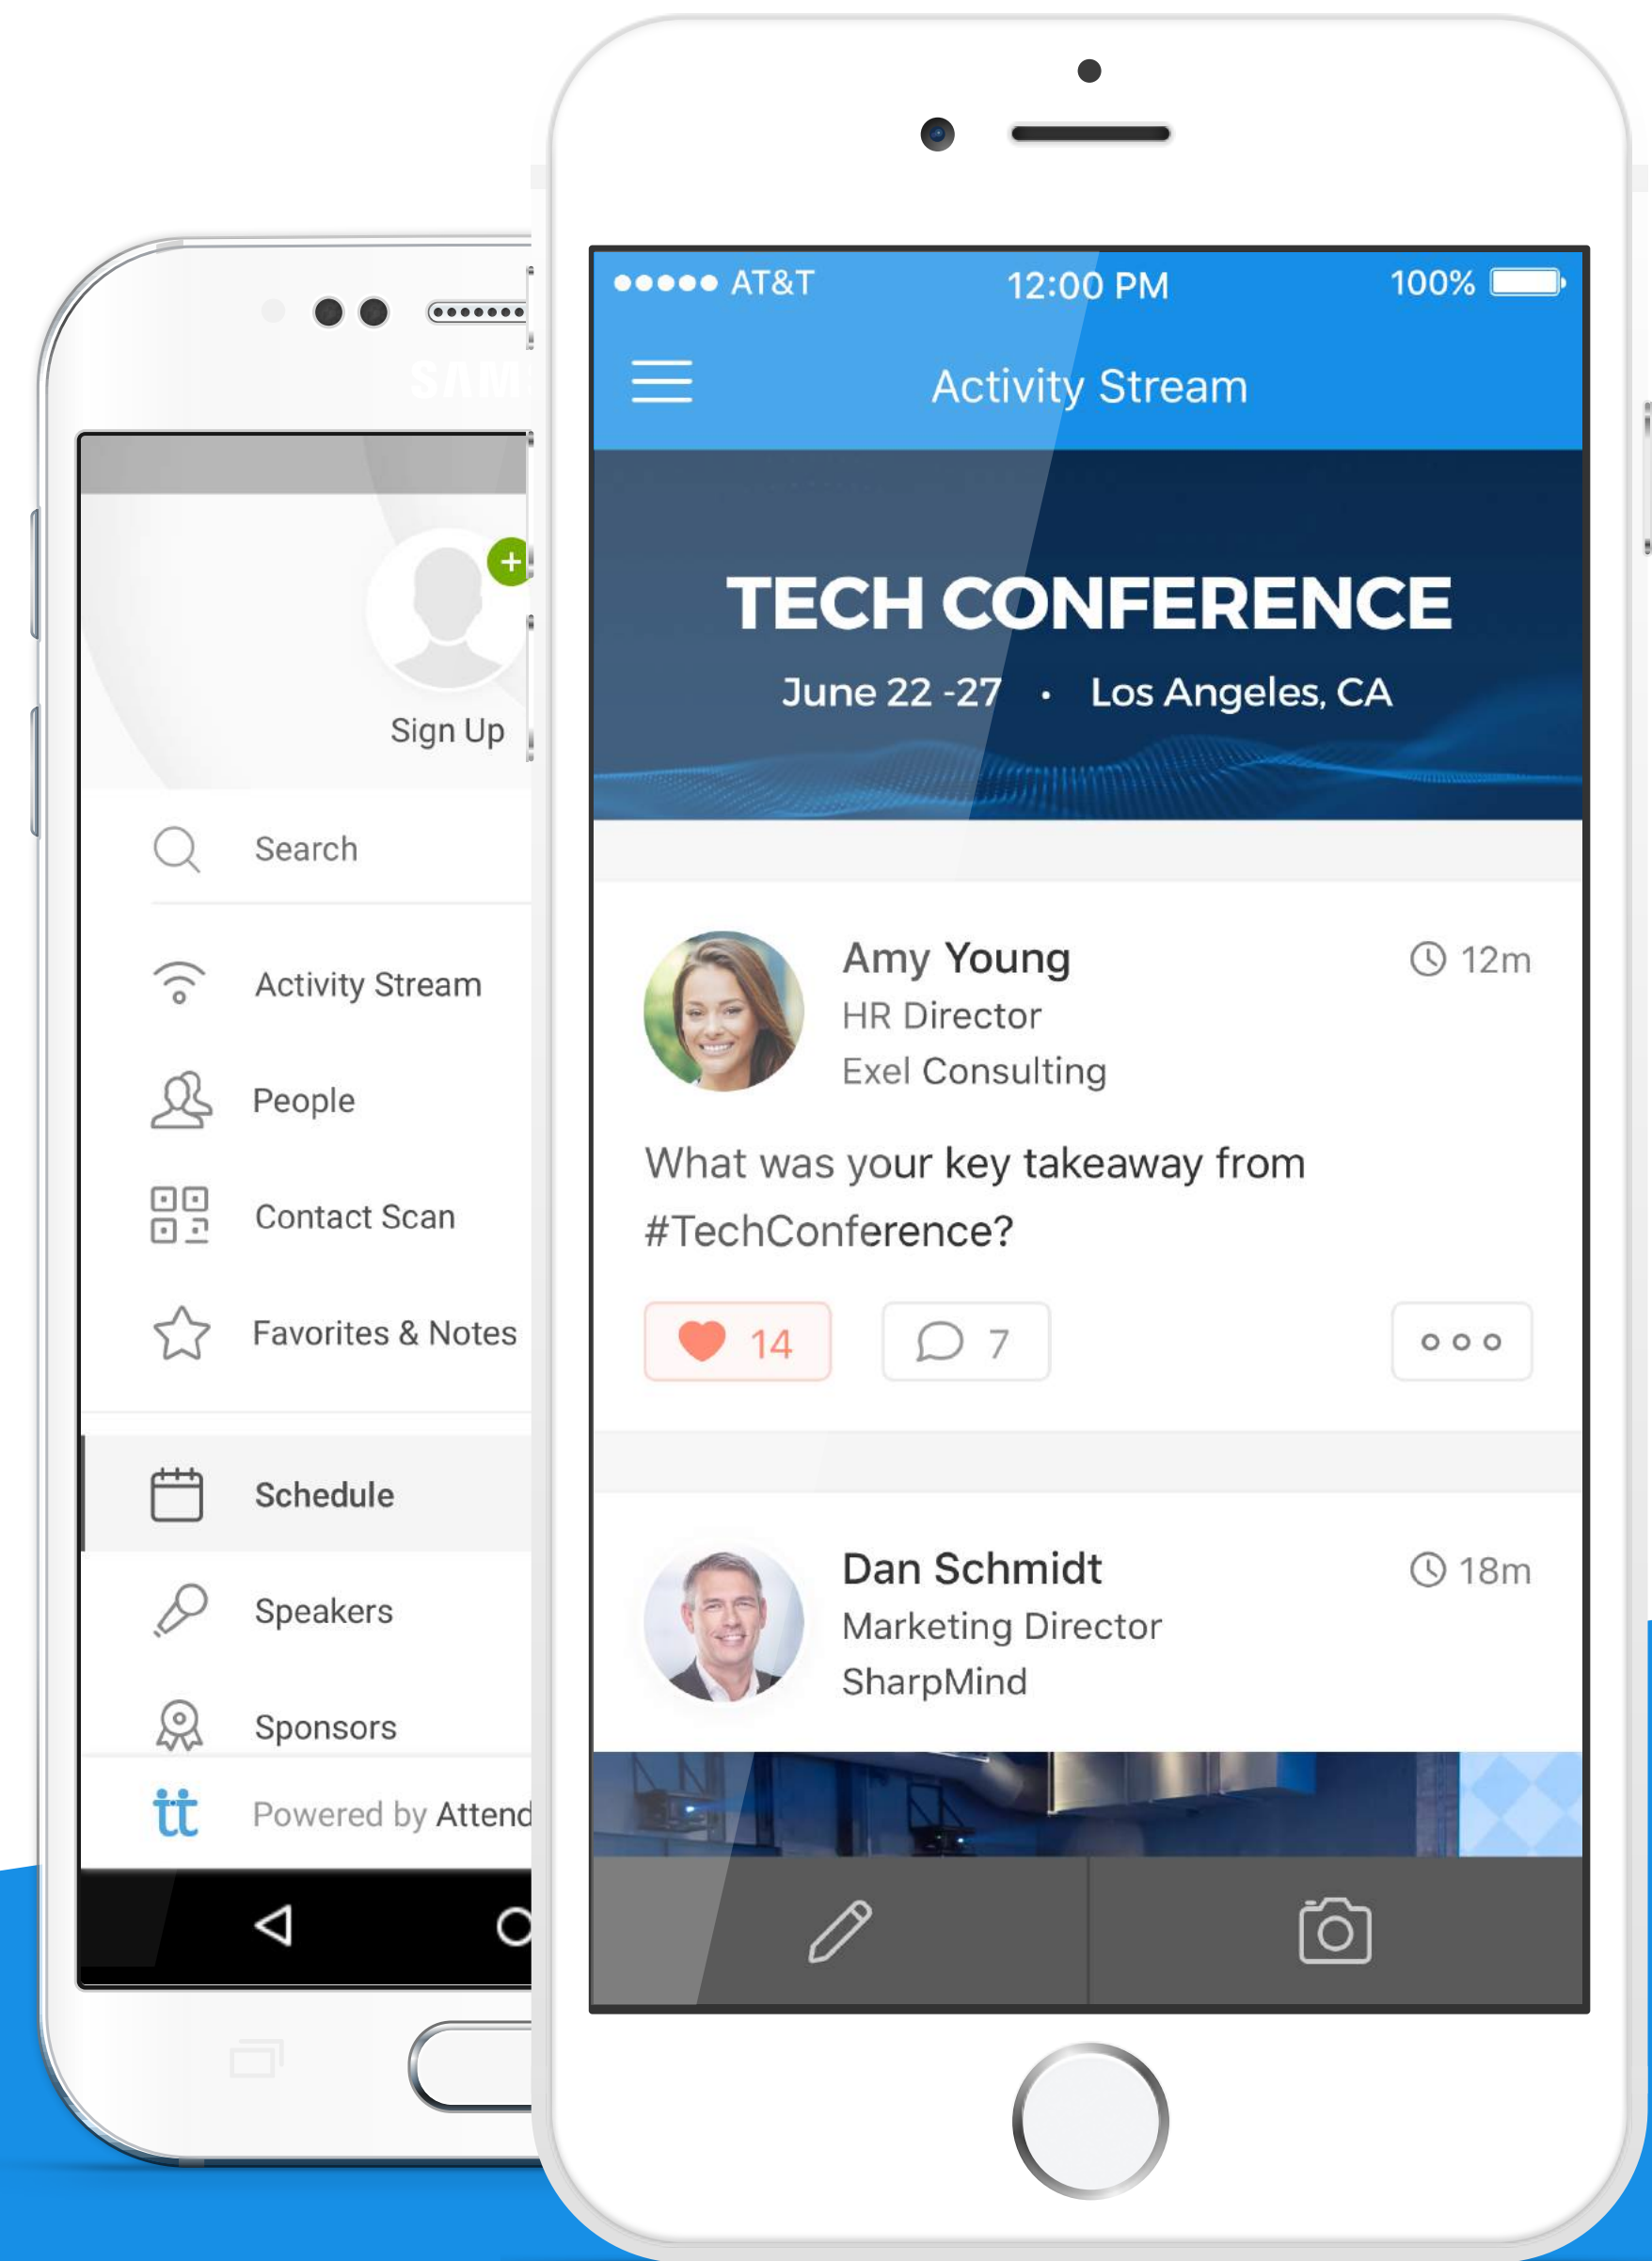 Sign Up
Search
Activity Stream
People
Contact Scan
Favorites & Notes
Schedule
Speakers
Sponsors
tt
Powered by Attend
AT&T 12:00 PM 100%
Activity Stream
TECH CONFERENCE
June 22 -27 · Los Angeles, CA
Amy Young 12m
HR Director
Exel Consulting
What was your key takeaway from
#TechConference?
14 7
Dan Schmidt 18m
Marketing Director
SharpMind